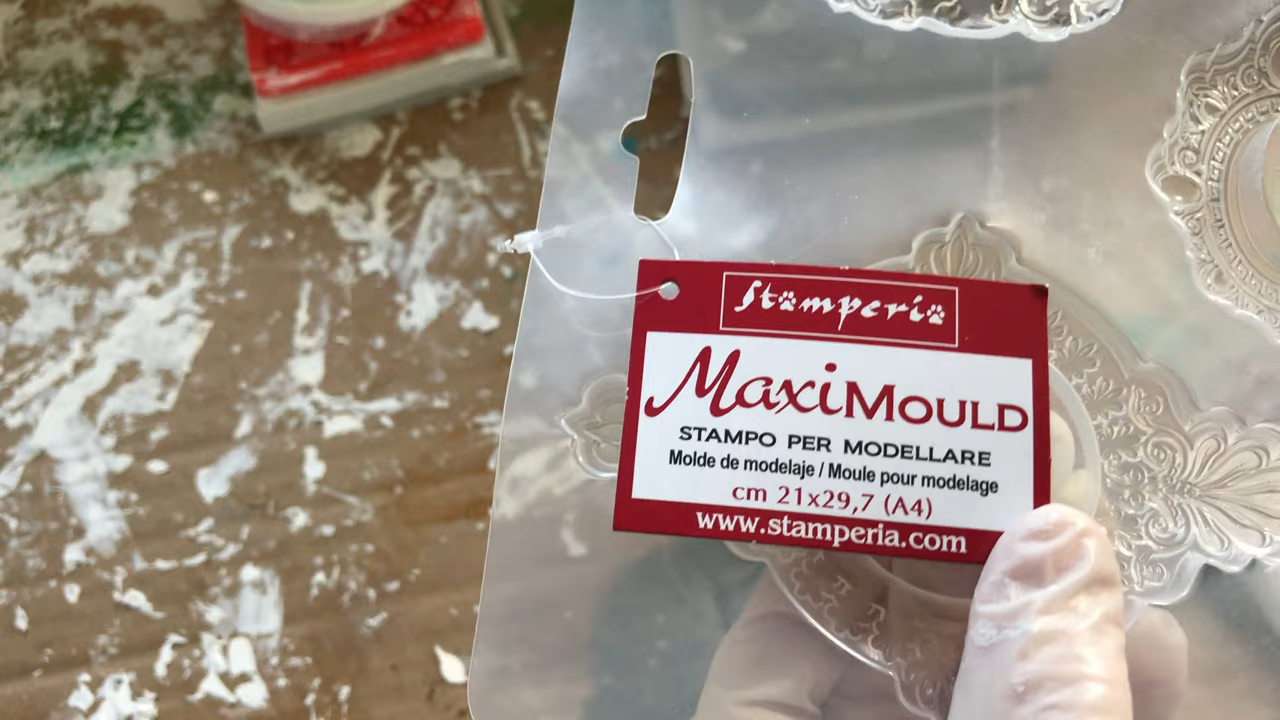 Stamperia
MaxiMOULD
STAMPO PER MODELLARE
Molde de modelaje / Moule pour modelage
cm 21x29,7 (A4)
www.stamperia.com